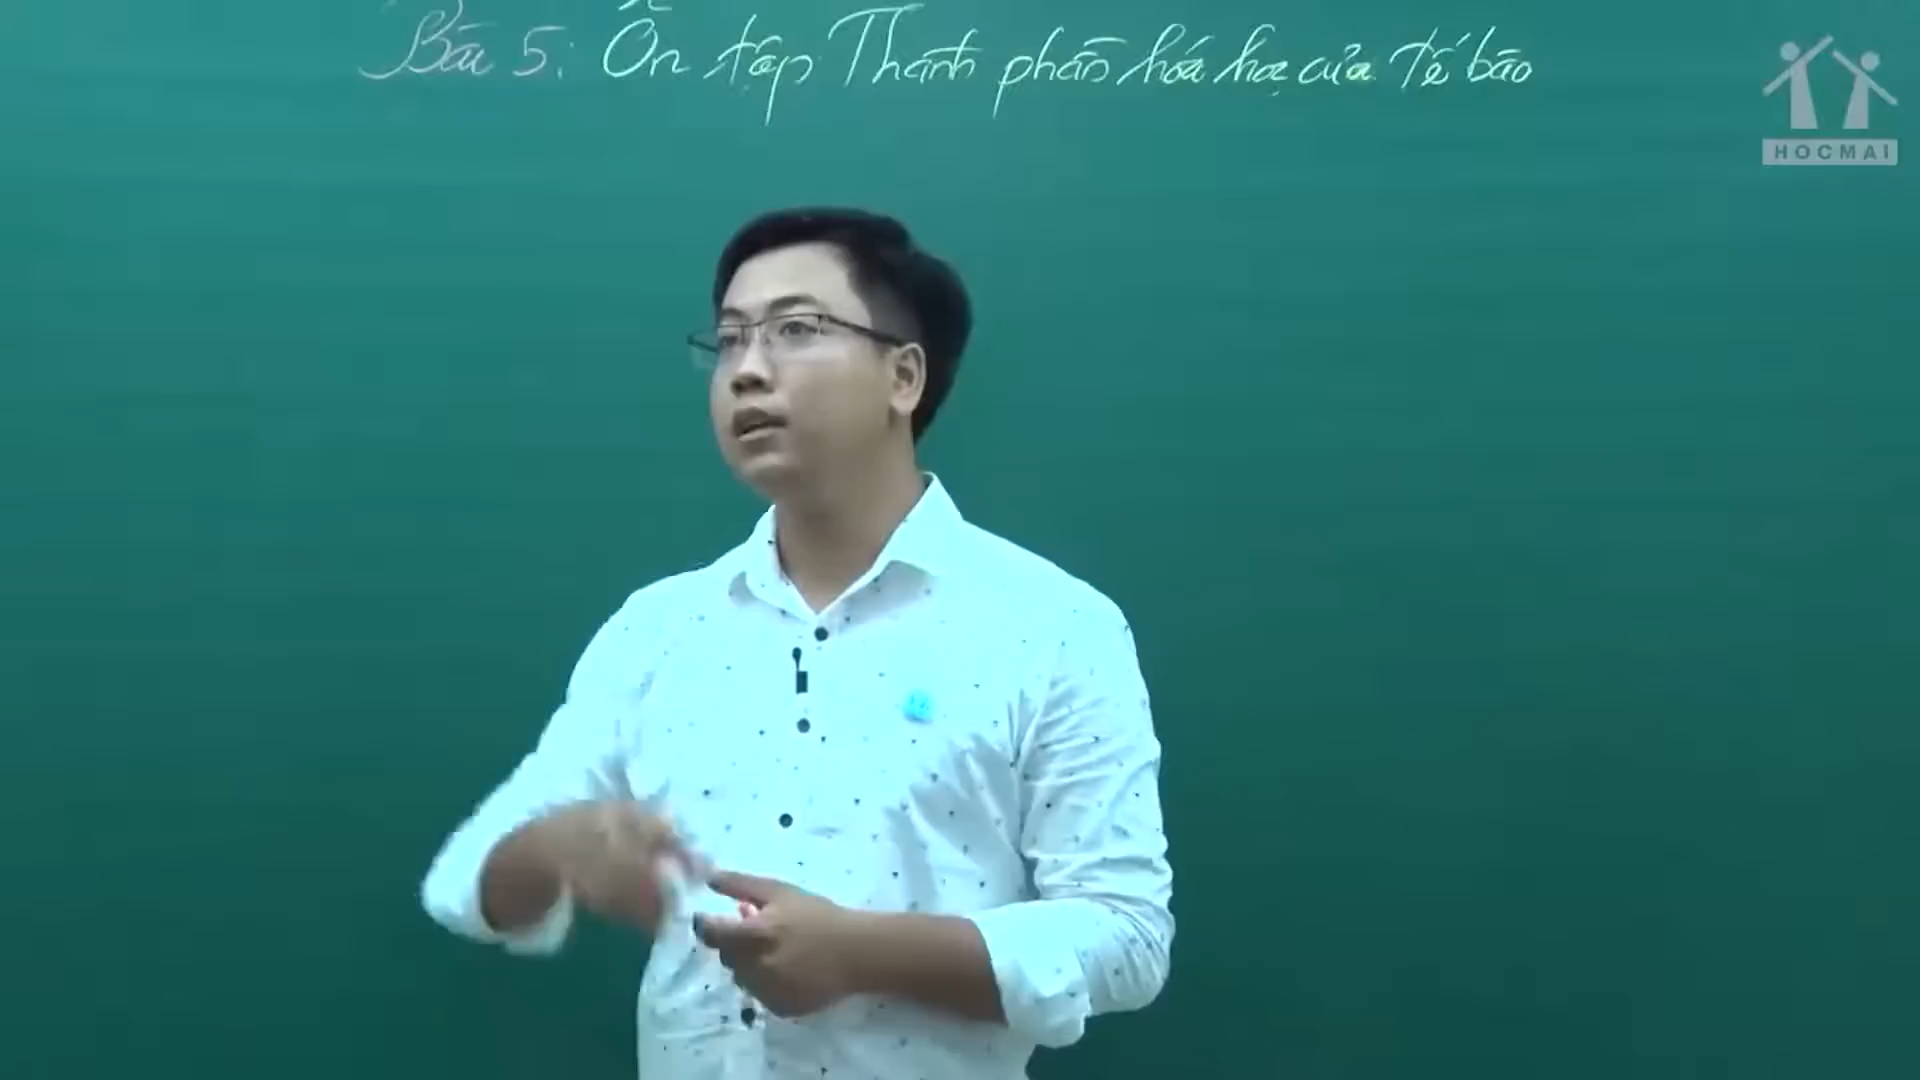 Bài 5: Ôn tập Thành phần hóa học của tế bào
HOCMAI